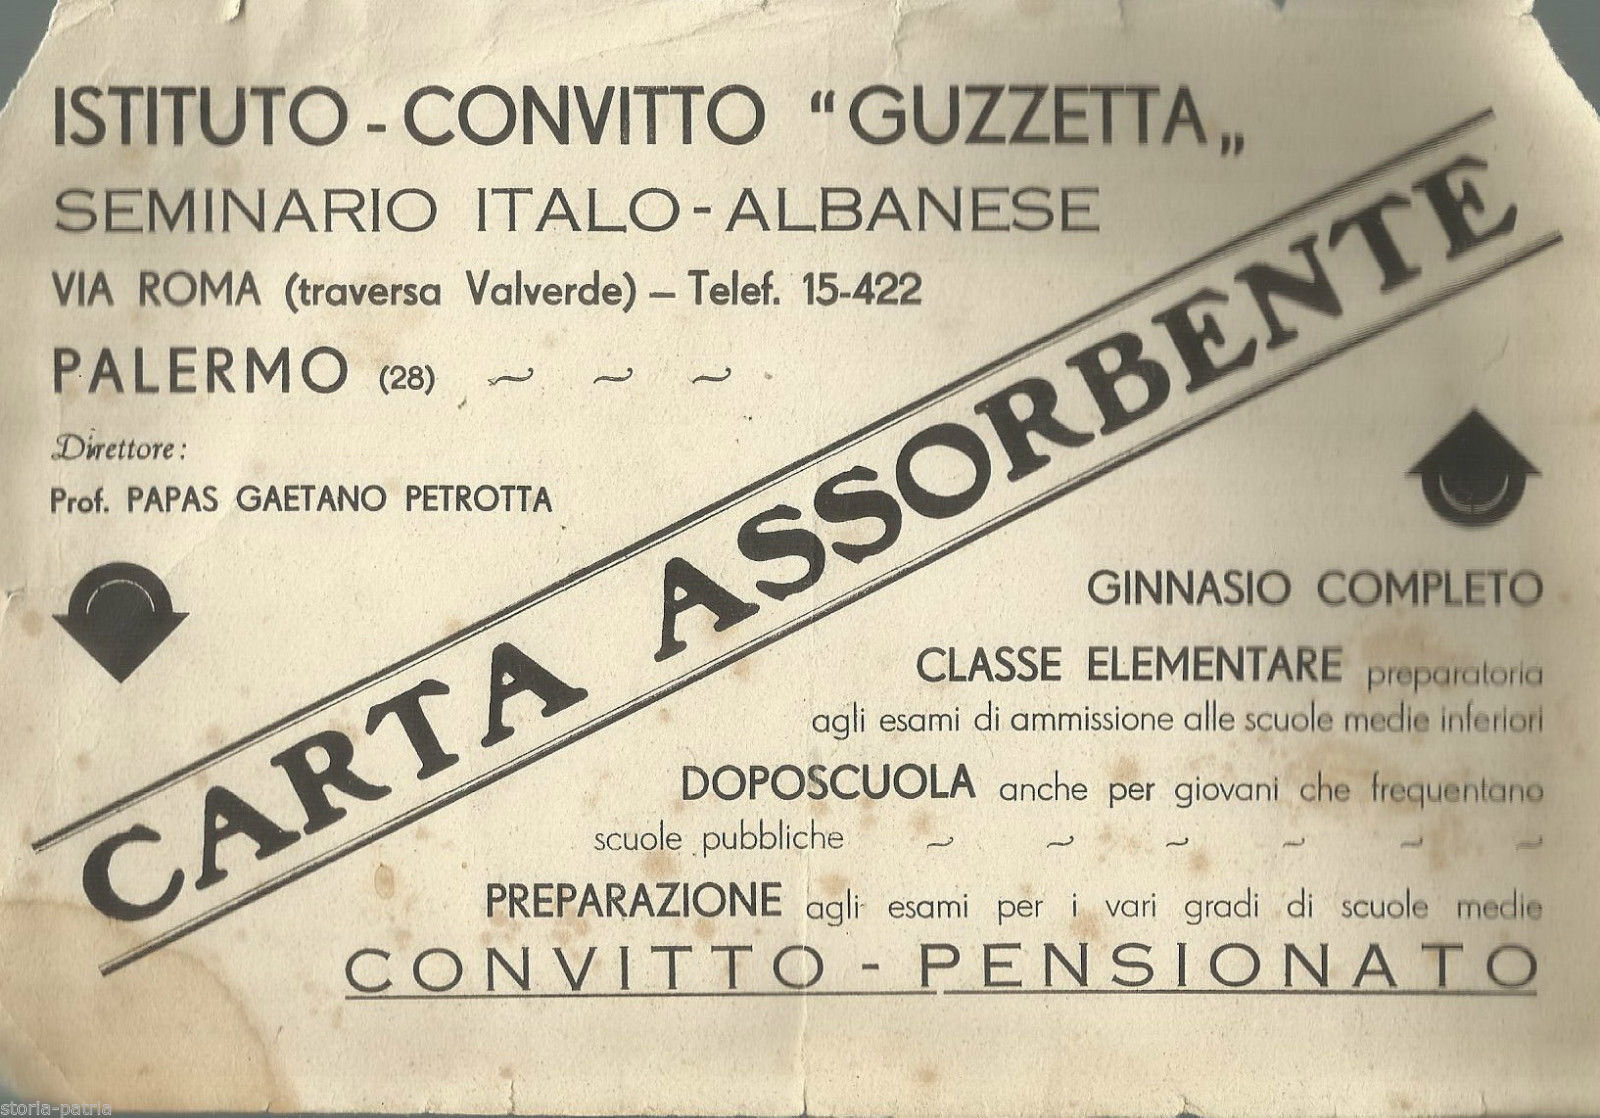 ISTITUTO - CONVITTO “GUZZETTA„
SEMINARIO ITALO - ALBANESE
VIA ROMA (traversa Valverde) – Telef. 15-422
PALERMO (28) ~ ~ ~
Direttore:
Prof. PAPAS GAETANO PETROTTA
CARTA ASSORBENTE
GINNASIO COMPLETO
CLASSE ELEMENTARE preparatoria
agli esami di ammissione alle scuole medie inferiori
DOPOSCUOLA anche per giovani che frequentano
scuole pubbliche ~ ~ ~ ~ ~ ~
PREPARAZIONE agli esami per i vari gradi di scuole medie
CONVITTO - PENSIONATO
storia-patria